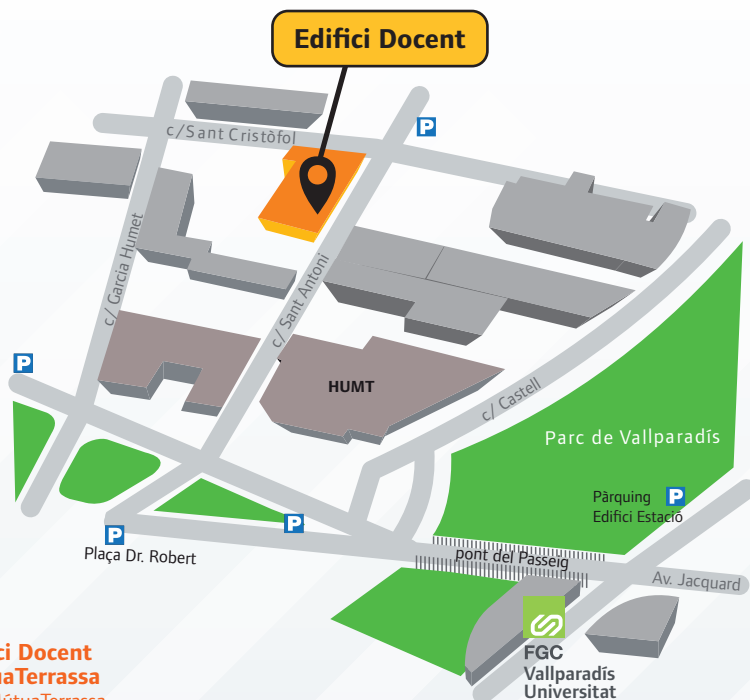 Edifici Docent
P
c/Sant Cristòfol
c/ Garcia Humet
c/ Sant Antoni
P
HUMT
c/ Castell
Parc de Vallparadís
Pàrquing P
Edifici Estació
P
P
Plaça Dr. Robert
pont del Passeig
Av. Jacquard
FGC
Vallparadís
Universitat
ci Docent
uaTerrassa